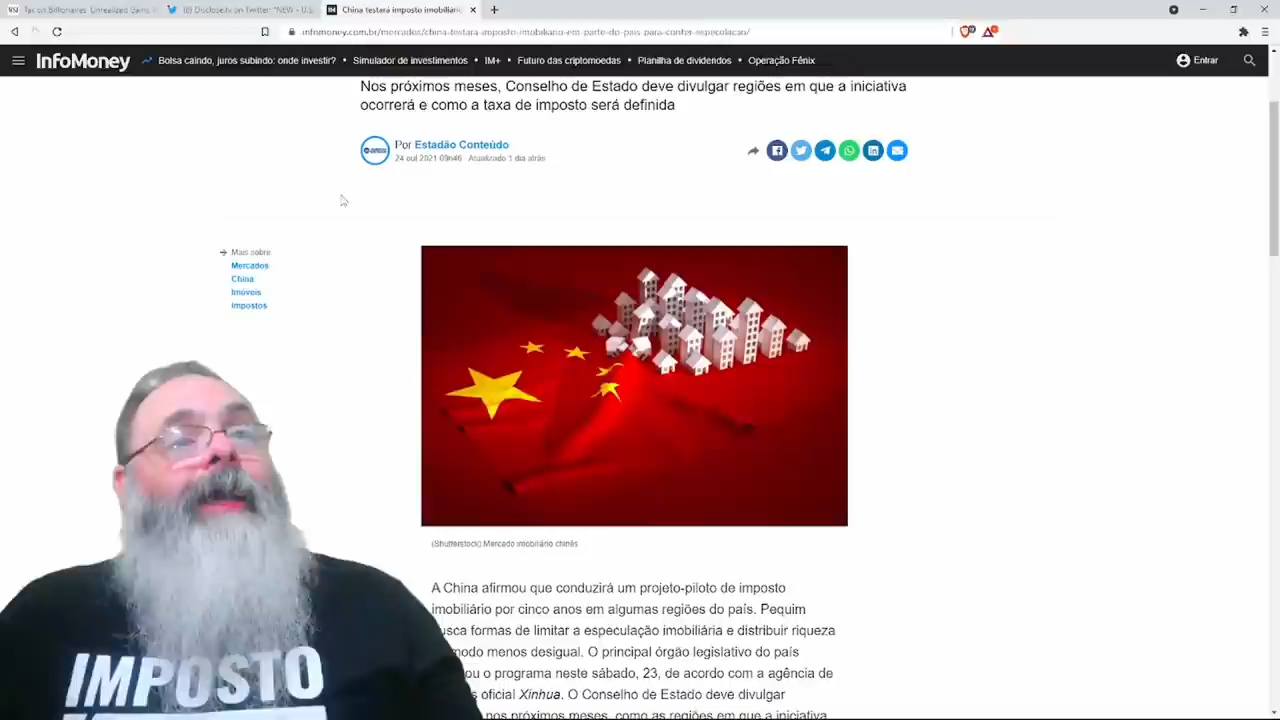 Tax on Billionaires' Unrealized Gains
(8) Disclose.tv on Twitter: "NEW - U.S.
China testará imposto imobiliário
infomoney.com.br/mercados/china-testara-imposto-imobiliario-em-parte-do-pais-para-conter-especulacao/
InfoMoney
Bolsa caindo, juros subindo: onde investir? • Simulador de investimentos • IM+ • Futuro das criptomoedas • Planilha de dividendos • Operação Fênix
Entrar
Nos próximos meses, Conselho de Estado deve divulgar regiões em que a iniciativa
ocorrerá e como a taxa de imposto será definida
Por Estadão Conteúdo
24 out 2021 09h46 - Atualizado 1 dia atrás
Mais sobre
Mercados
China
Imóveis
Impostos
(Shutterstock) Mercado imobiliário chinês
A China afirmou que conduzirá um projeto-piloto de imposto
imobiliário por cinco anos em algumas regiões do país. Pequim
usca formas de limitar a especulação imobiliária e distribuir riqueza
modo menos desigual. O principal órgão legislativo do país
ou o programa neste sábado, 23, de acordo com a agência de
s oficial Xinhua. O Conselho de Estado deve divulgar
nos próximos meses, como as regiões em que a iniciativa
IMPOSTO